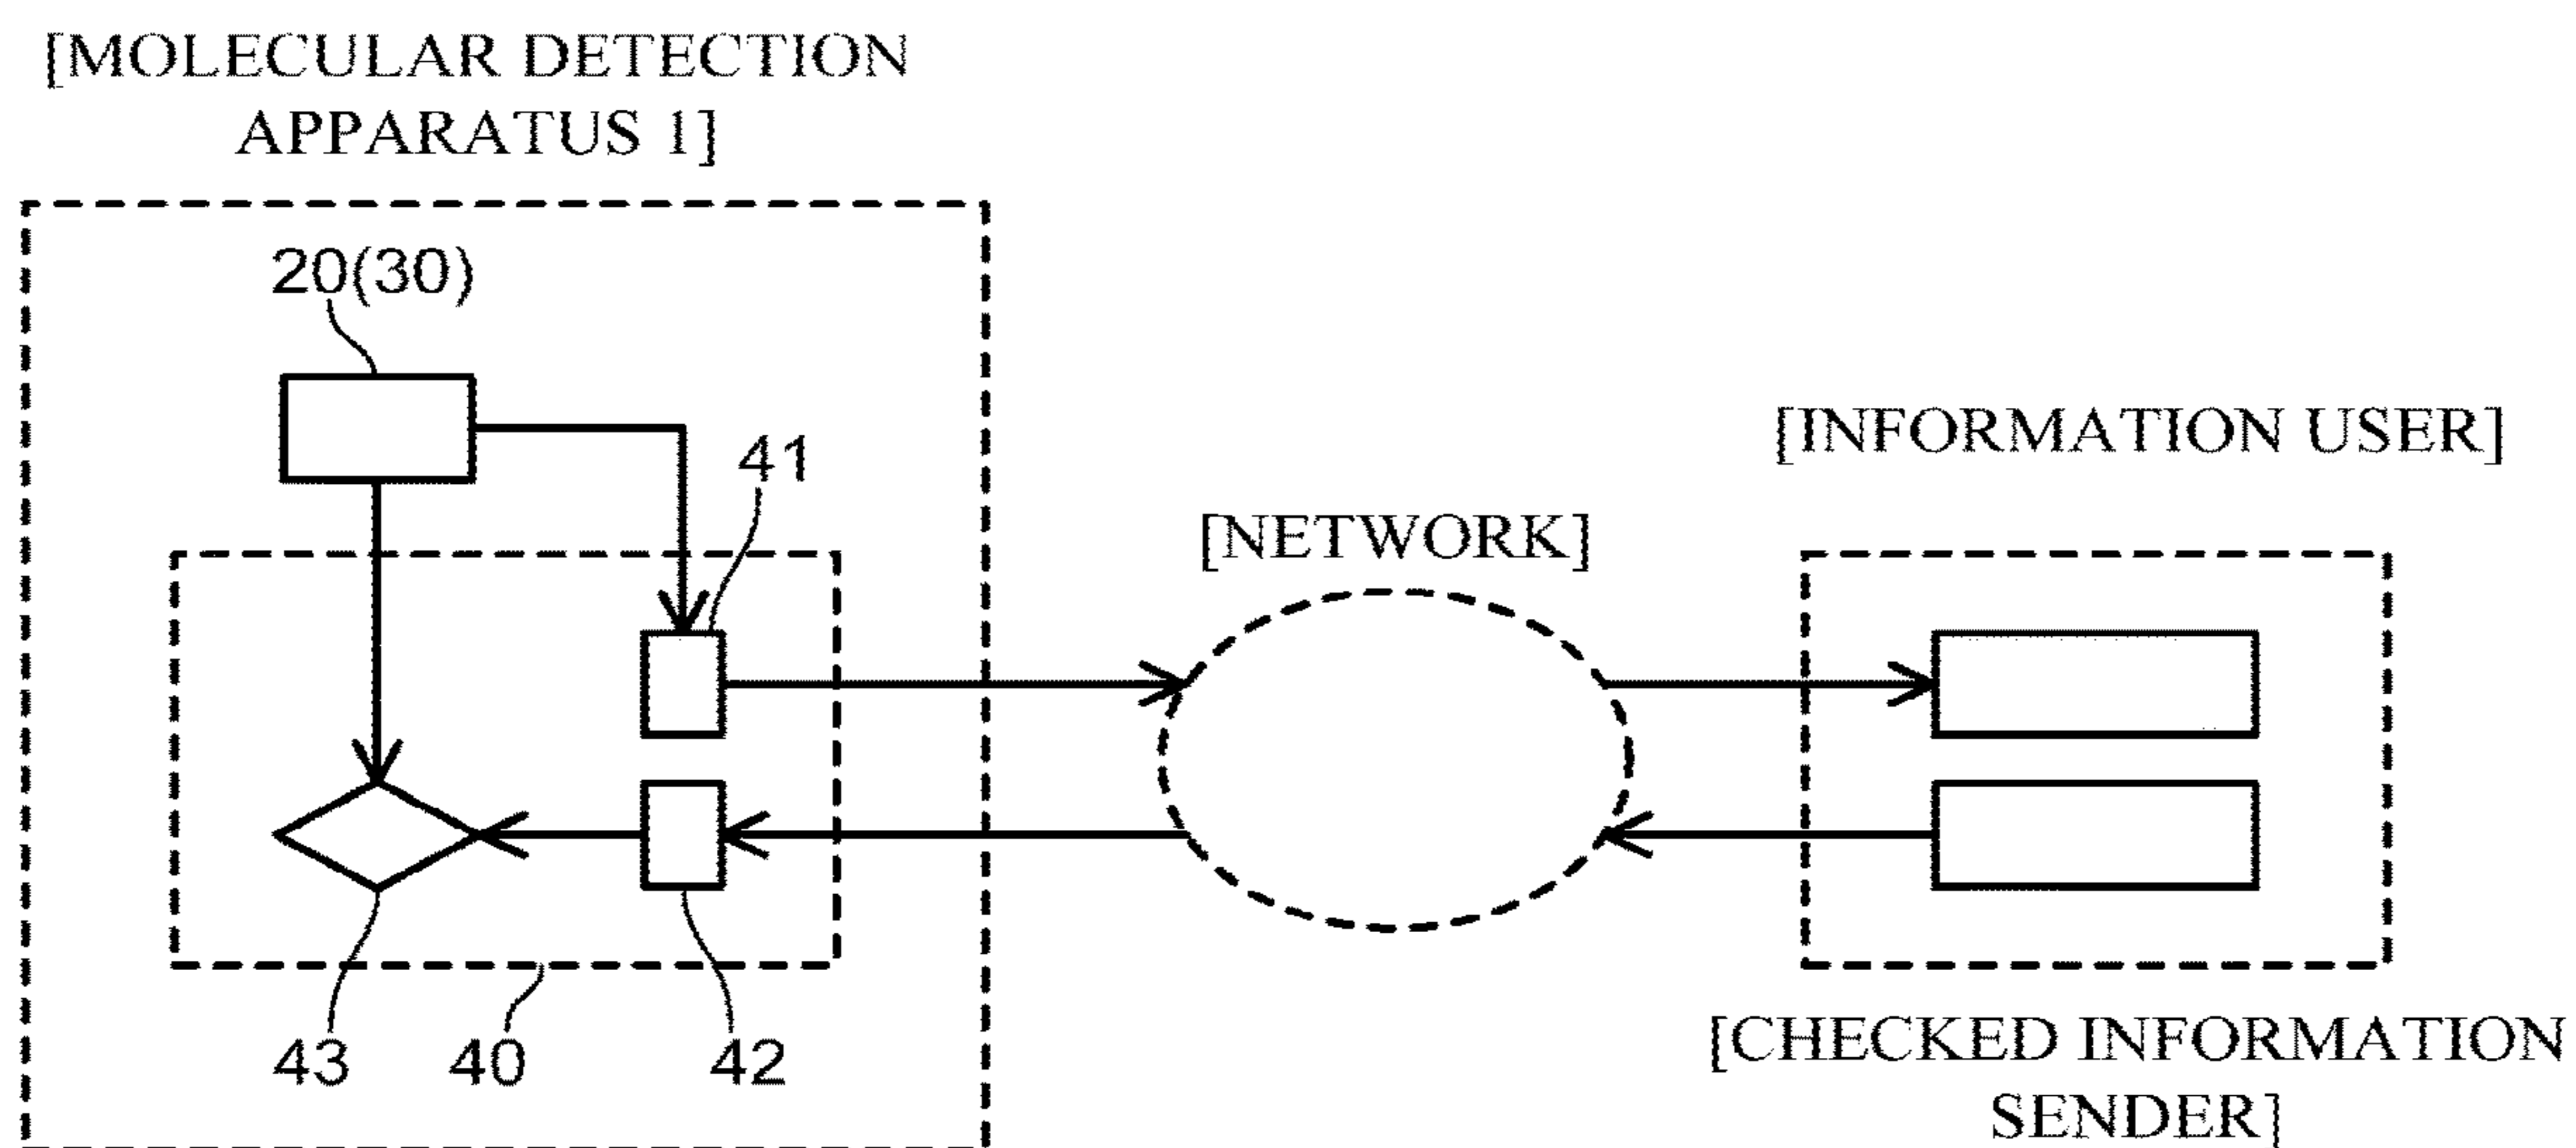 [MOLECULAR DETECTION
APPARATUS 1]
20(30)
41
[INFORMATION USER]
[NETWORK]
43
40
42
[CHECKED INFORMATION
SENDER]